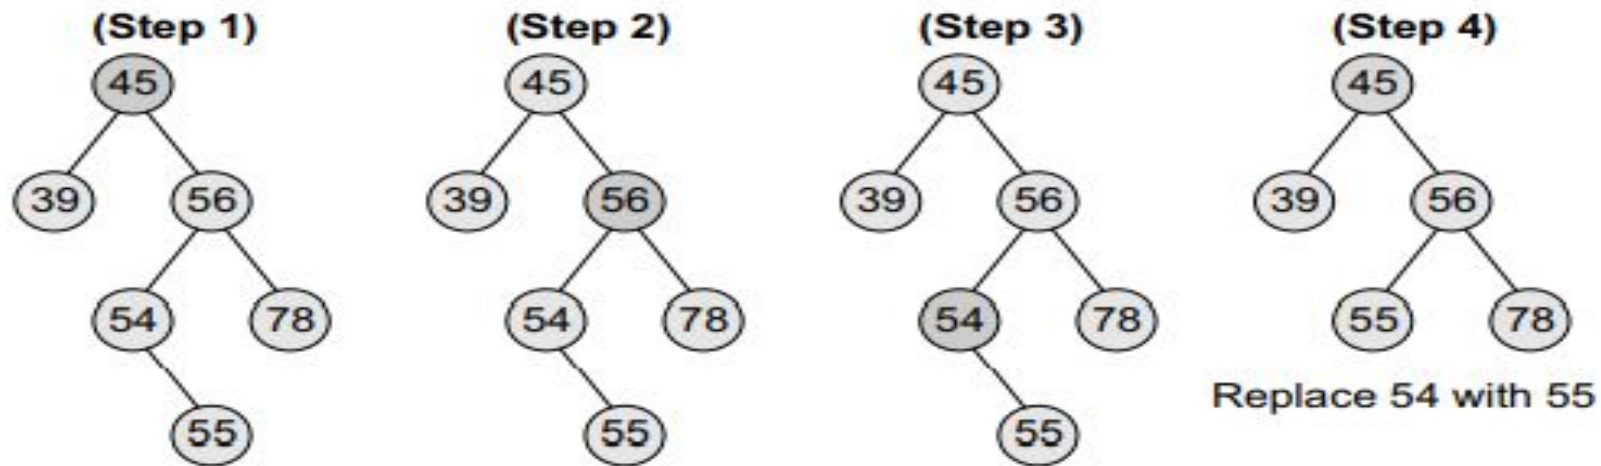 (Step 1) (Step 2) (Step 3) (Step 4)
45 45 45 45
39 56 39 56 39 56 39 56
54 78 54 78 54 78 55 78
Replace 54 with 55
55 55 55